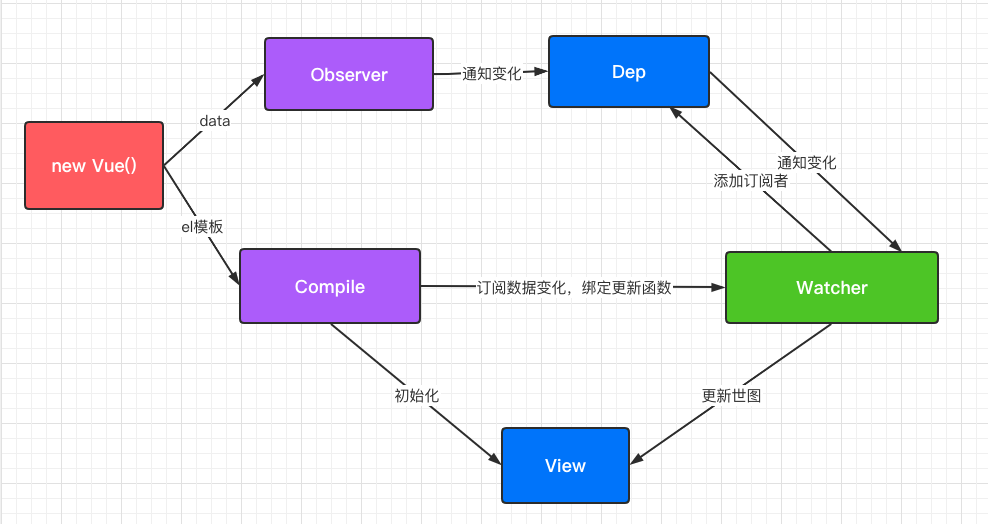 Observer
通知变化
Dep
data
new Vue()
通知变化
添加订阅者
el模板
Compile
订阅数据变化，绑定更新函数
Watcher
初始化
更新世图
View